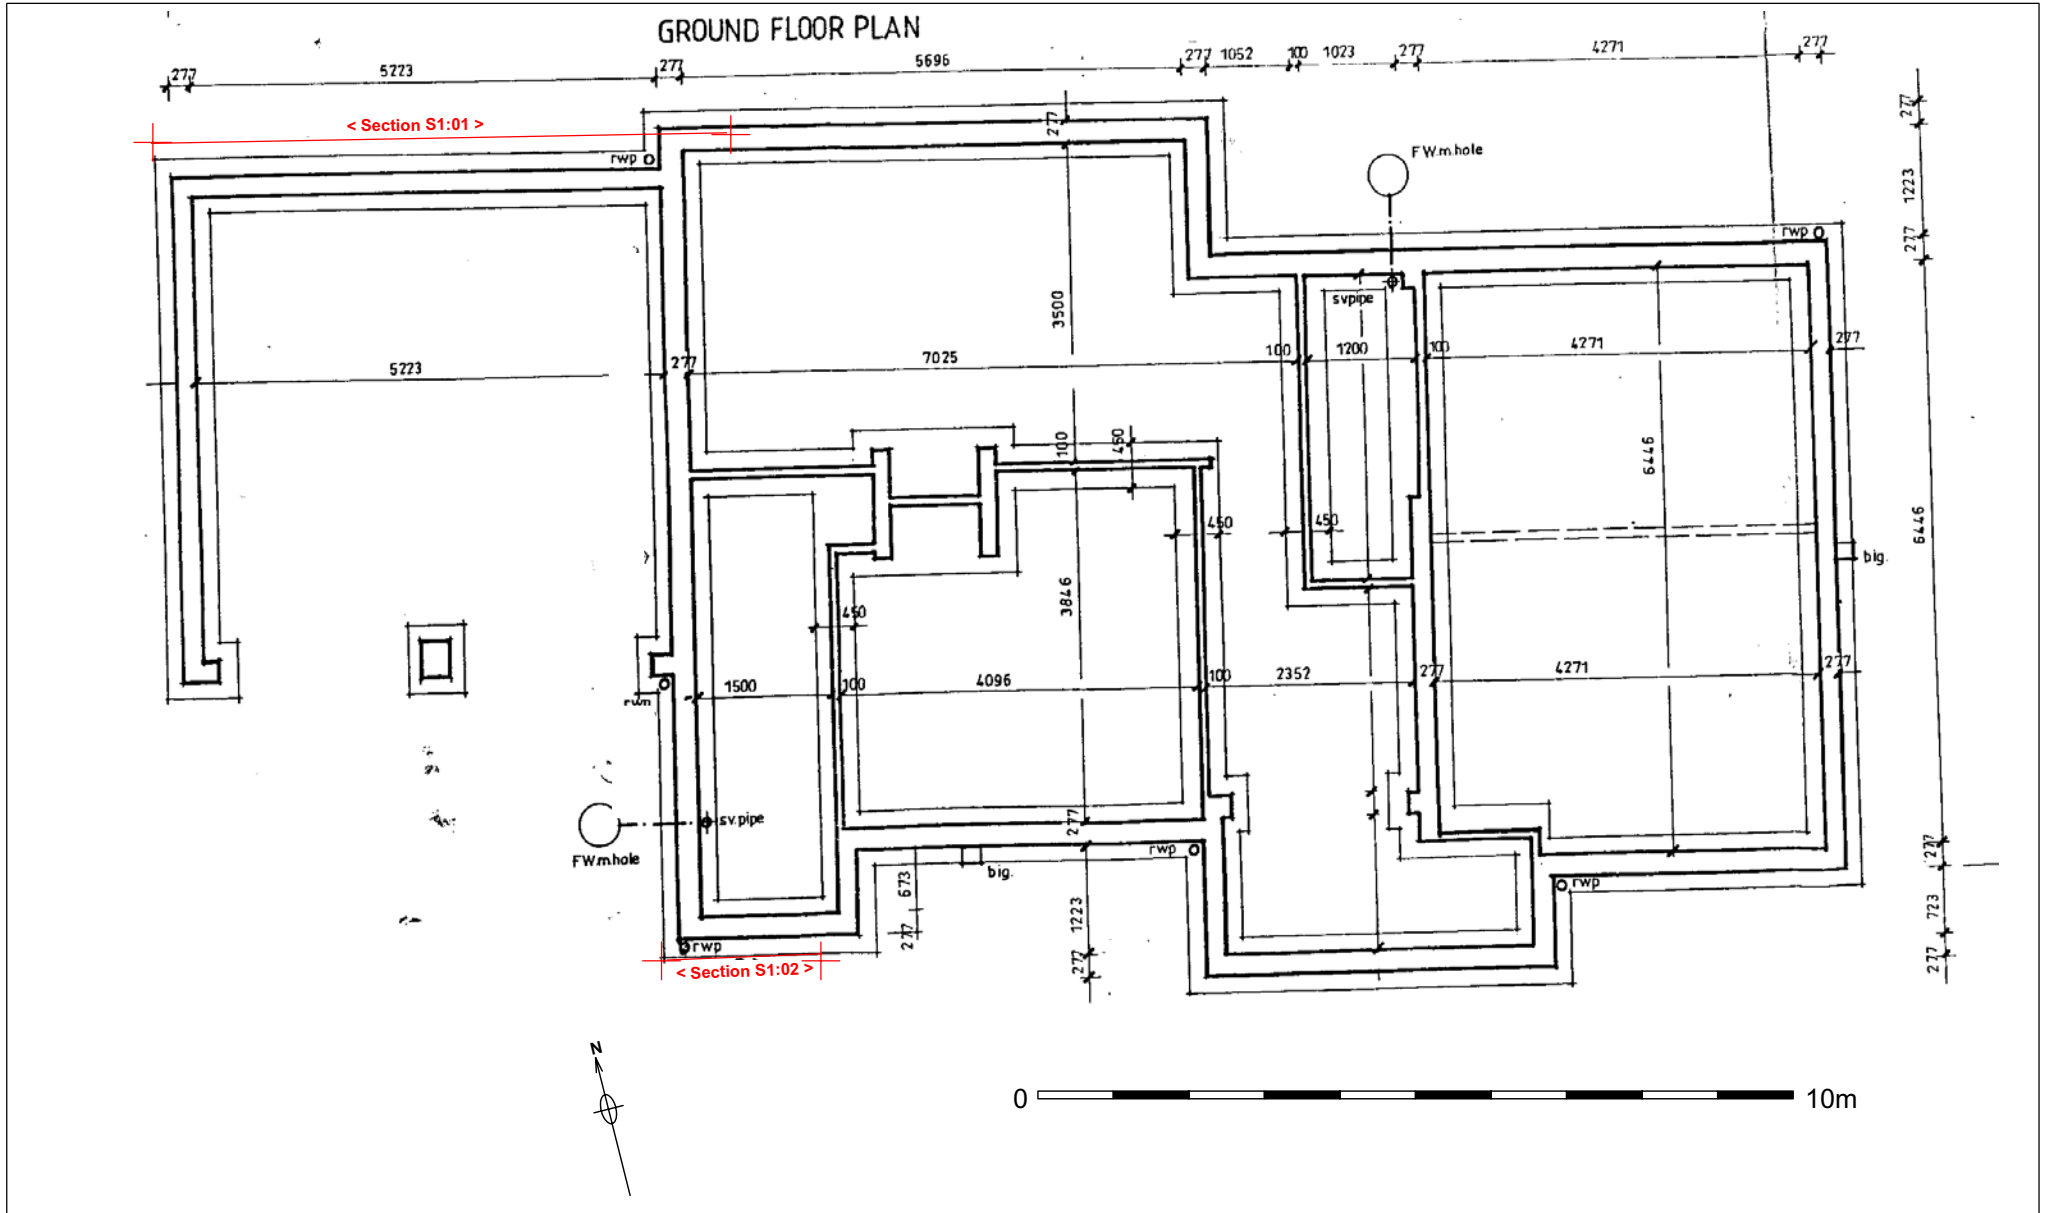 GROUND FLOOR PLAN
277 5223 277 5696 277 1052 100 1023 277 4271 277
< Section S1:01 >
277
277
rwp
F W.m.hole
1223
rwp
277
svpipe
3500
5223 277 7025 100 1200 100 4271 277
100 450
6446
450 450
6446
big.
3846
450
1500 100 4096 100 2352 277 4271 277
rwp
sv.pipe
277
FW.m.hole
rwp
277
big.
rwp
673
1223
723
277
rwp
277
277
< Section S1:02 >
N
0 10m